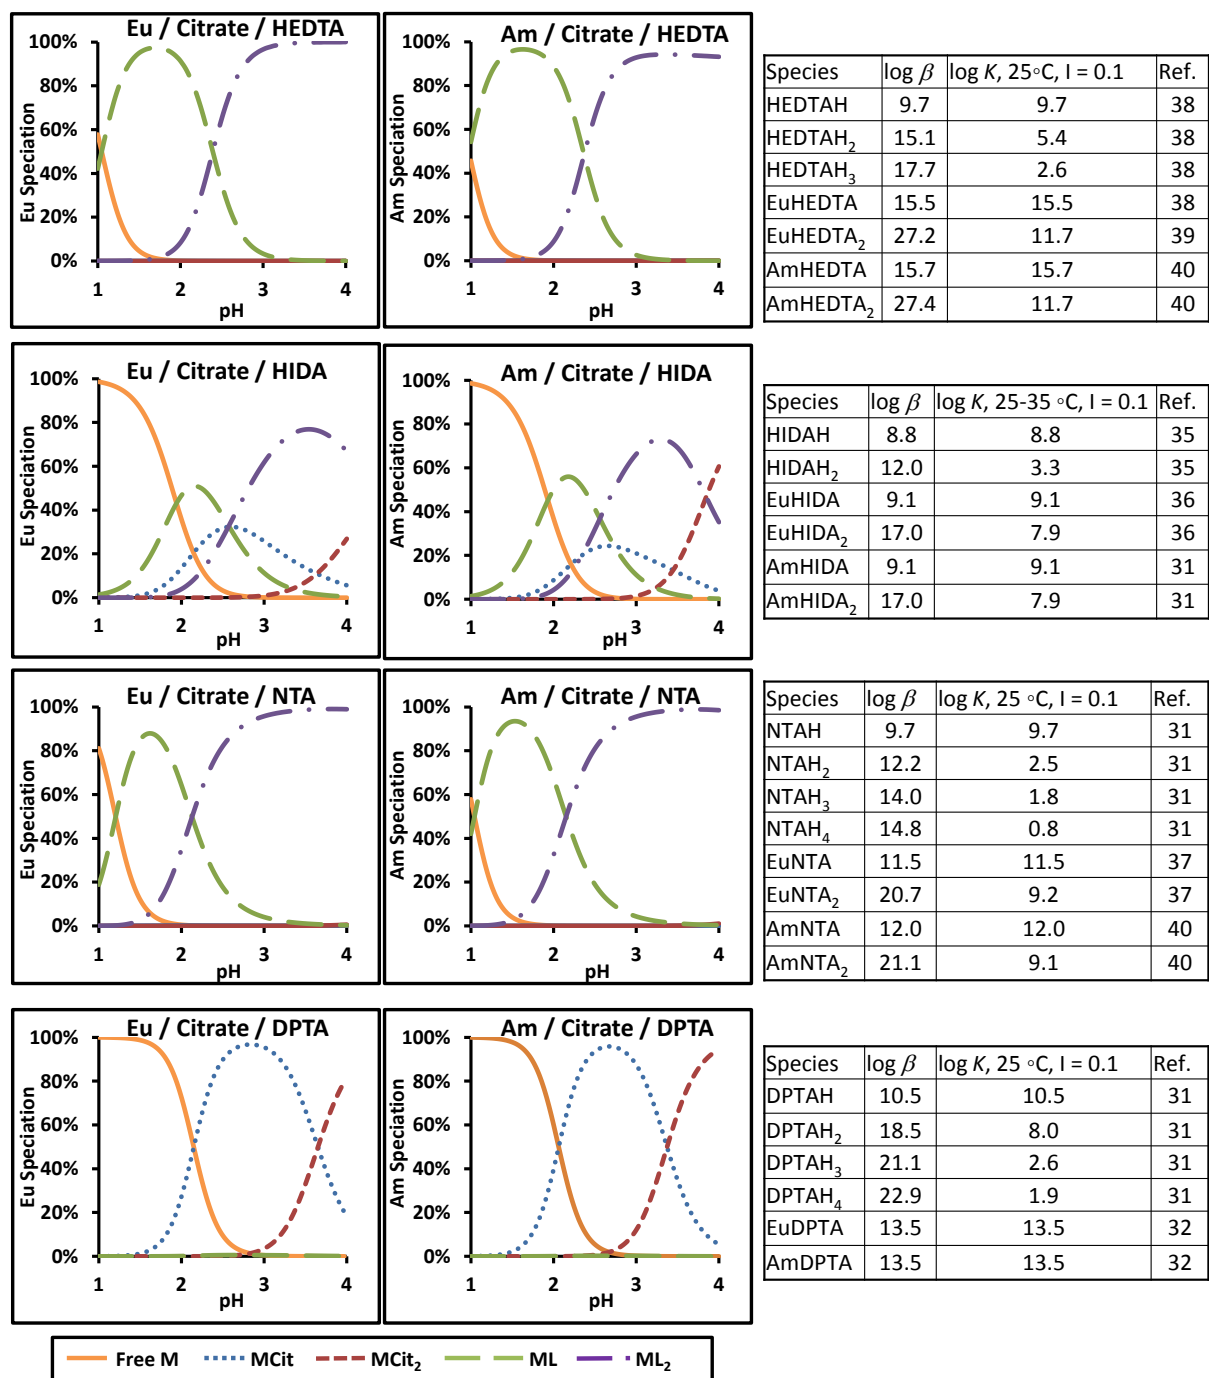 Eu / Citrate / HEDTA
100%
80%
60%
40%
20%
0%
Eu Speciation
1 2 3 4
pH
Am / Citrate / HEDTA
100%
80%
60%
40%
20%
0%
Am Speciation
1 2 3 4
pH
Species log β log K, 25◦C, I = 0.1 Ref.
HEDTAH 9.7 9.7 38
HEDTAH₂ 15.1 5.4 38
HEDTAH₃ 17.7 2.6 38
EuHEDTA 15.5 15.5 38
EuHEDTA₂ 27.2 11.7 39
AmHEDTA 15.7 15.7 40
AmHEDTA₂ 27.4 11.7 40
Eu / Citrate / HIDA
100%
80%
60%
40%
20%
0%
Eu Speciation
1 2 3 4
pH
Am / Citrate / HIDA
100%
80%
60%
40%
20%
0%
Am Speciation
1 2 3 4
pH
Species log β log K, 25-35 ◦C, I = 0.1 Ref.
HIDAH 8.8 8.8 35
HIDAH₂ 12.0 3.3 35
EuHIDA 9.1 9.1 36
EuHIDA₂ 17.0 7.9 36
AmHIDA 9.1 9.1 31
AmHIDA₂ 17.0 7.9 31
Eu / Citrate / NTA
100%
80%
60%
40%
20%
0%
Eu Speciation
1 2 3 4
pH
Am / Citrate / NTA
100%
80%
60%
40%
20%
0%
Am Speciation
1 2 3 4
pH
Species log β log K, 25 ◦C, I = 0.1 Ref.
NTAH 9.7 9.7 31
NTAH₂ 12.2 2.5 31
NTAH₃ 14.0 1.8 31
NTAH₄ 14.8 0.8 31
EuNTA 11.5 11.5 37
EuNTA₂ 20.7 9.2 37
AmNTA 12.0 12.0 40
AmNTA₂ 21.1 9.1 40
Eu / Citrate / DPTA
100%
80%
60%
40%
20%
0%
Eu Speciation
1 2 3 4
pH
Am / Citrate / DPTA
100%
80%
60%
40%
20%
0%
Am Speciation
1 2 3 4
pH
Species log β log K, 25 ◦C, I = 0.1 Ref.
DPTAH 10.5 10.5 31
DPTAH₂ 18.5 8.0 31
DPTAH₃ 21.1 2.6 31
DPTAH₄ 22.9 1.9 31
EuDPTA 13.5 13.5 32
AmDPTA 13.5 13.5 32
Free M MCit MCit₂ ML ML₂